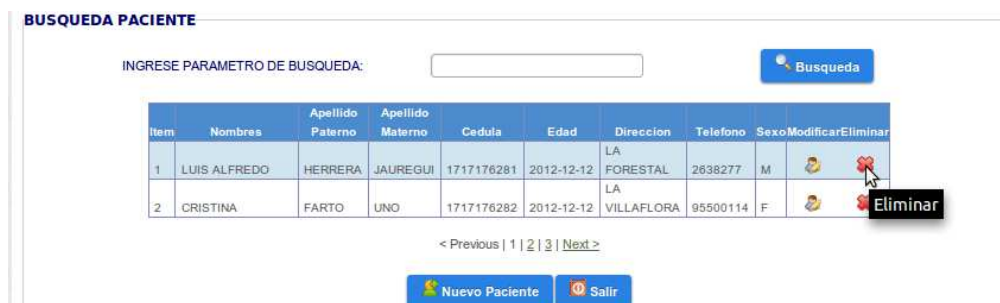 BUSQUEDA PACIENTE
INGRESE PARAMETRO DE BUSQUEDA:
Busqueda
Item Nombres Apellido Paterno Apellido Materno Cedula Edad Direccion Telefono Sexo Modificar Eliminar
1 LUIS ALFREDO HERRERA JAUREGUI 1717176281 2012-12-12 LA FORESTAL 2638277 M
2 CRISTINA FARTO UNO 1717176282 2012-12-12 LA VILLAFLORA 95500114 F
Eliminar
< Previous | 1 | 2 | 3 | Next >
Nuevo Paciente Salir